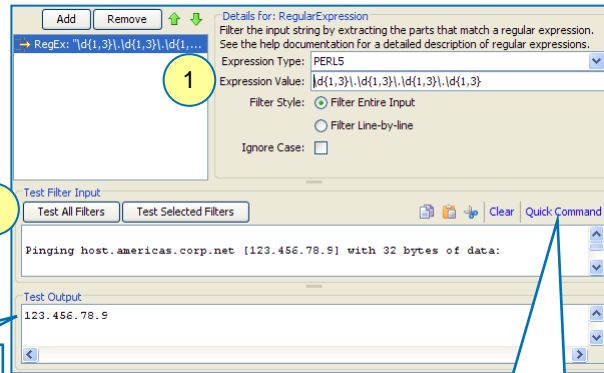 Add Remove
Details for: RegularExpression
RegEx: "\d{1,3}\.\d{1,3}\.\d{1,...
Filter the input string by extracting the parts that match a regular expression.
See the help documentation for a detailed description of regular expressions.
Expression Type: PERL5
1
Expression Value: \d{1,3}\.\d{1,3}\.\d{1,3}\.\d{1,3}
Filter Style: Filter Entire Input
Filter Line-by-line
Ignore Case:
Test Filter Input
Test All Filters Test Selected Filters Clear Quick Command
Pinging host.americas.corp.net [123.456.78.9] with 32 bytes of data:
Test Output
123.456.78.9